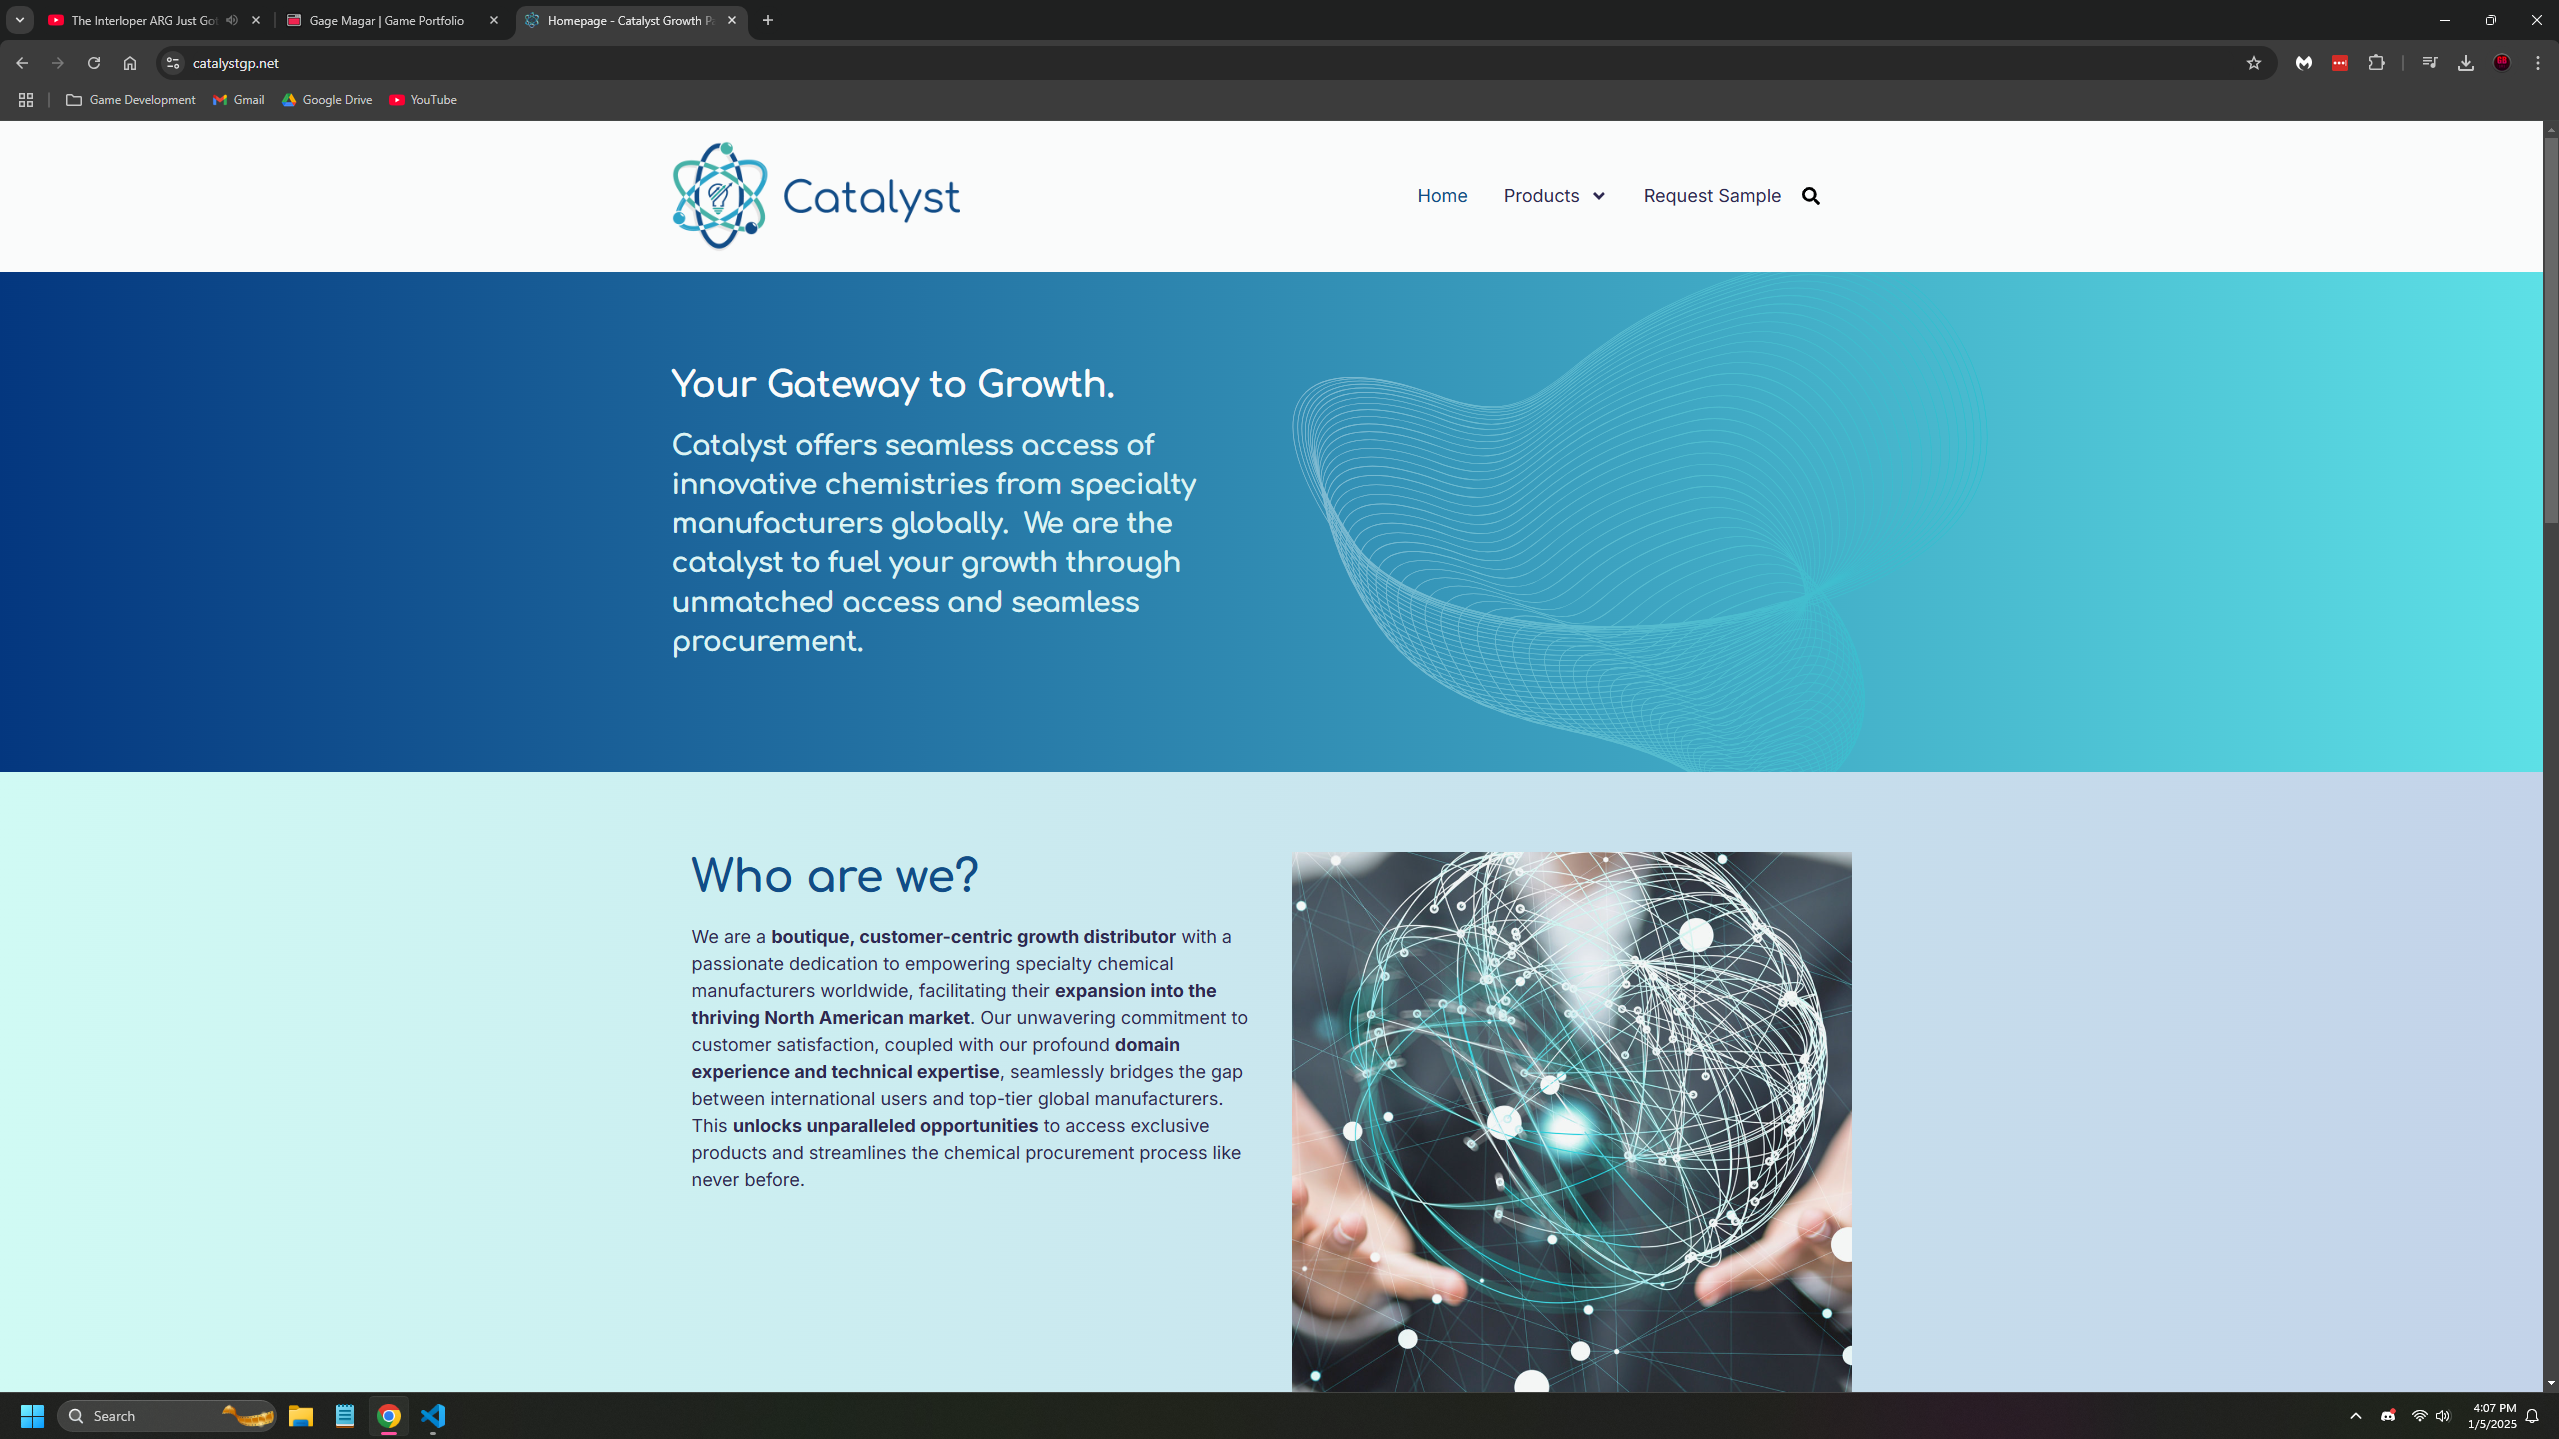 The Interloper ARG Just Got
Gage Magar | Game Portfolio
Homepage - Catalyst Growth Pa
catalystgp.net
Game Development
Gmail
Google Drive
YouTube
Catalyst
Home
Products
Request Sample
Your Gateway to Growth.
Catalyst offers seamless access of
innovative chemistries from specialty
manufacturers globally.  We are the
catalyst to fuel your growth through
unmatched access and seamless
procurement.
Who are we?
We are a boutique, customer-centric growth distributor with a
passionate dedication to empowering specialty chemical
manufacturers worldwide, facilitating their expansion into the
thriving North American market. Our unwavering commitment to
customer satisfaction, coupled with our profound domain
experience and technical expertise, seamlessly bridges the gap
between international users and top-tier global manufacturers.
This unlocks unparalleled opportunities to access exclusive
products and streamlines the chemical procurement process like
never before.
Search
4:07 PM
1/5/2025